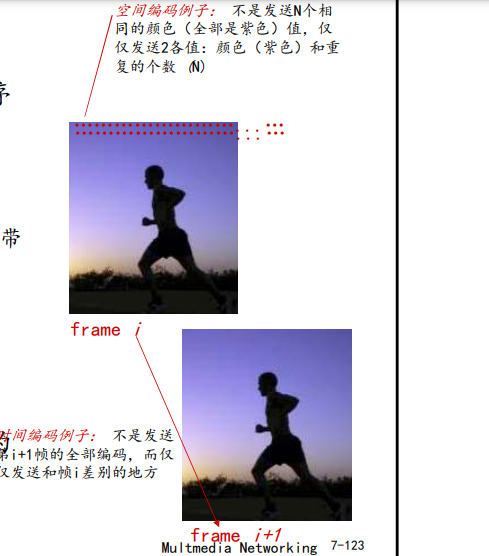 空间编码例子： 不是发送N个相
同的颜色（全部是紫色）值，仅
仅发送2各值：颜色（紫色）和重
复的个数（N）
序
带
frame i
的
时间编码例子： 不是发送
第i+1帧的全部编码，而仅
仅发送和帧i差别的地方
frame i+1
Multmedia Networking 7-123